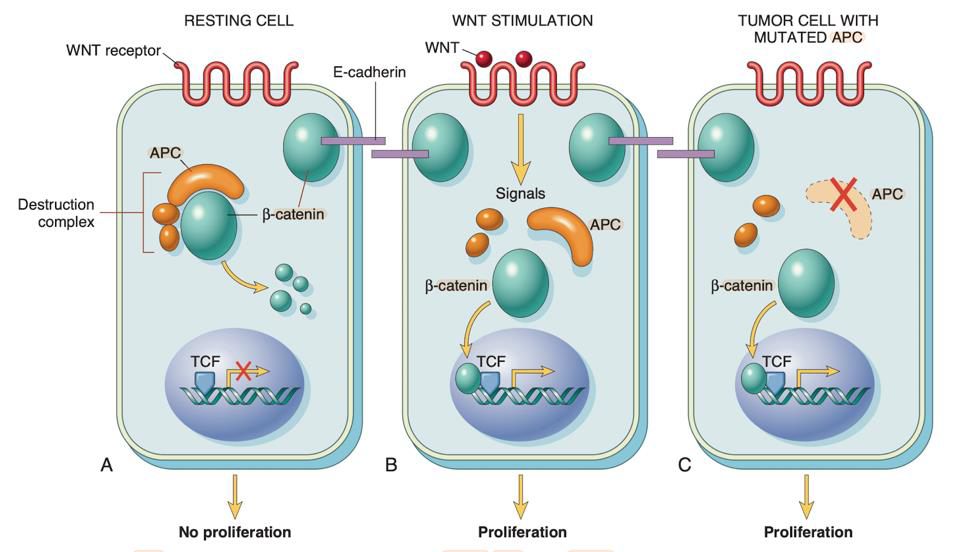 RESTING CELL
WNT STIMULATION
TUMOR CELL WITH
MUTATED APC
WNT receptor
E-cadherin
WNT
APC
Destruction
complex
β-catenin
TCF
A
No proliferation
Signals
APC
β-catenin
TCF
B
Proliferation
APC
β-catenin
TCF
C
Proliferation